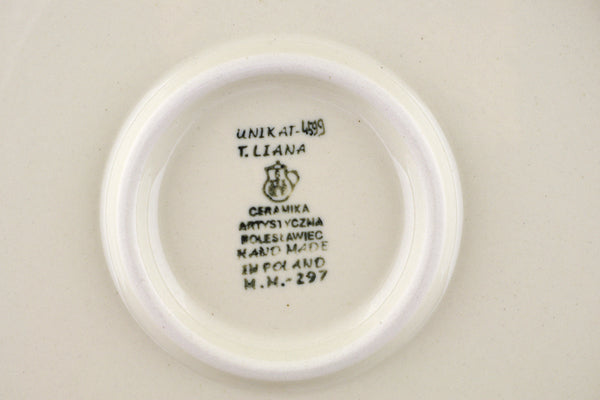 UNIKAT-4599
T.LIANA
CERAMIKA
ARTYSTYCZNA
BOLESŁAWIEC
HAND MADE
IN POLAND
M.M.-297